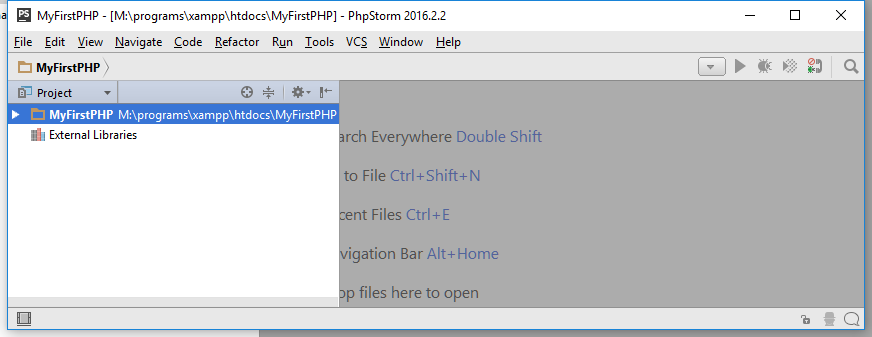 PS MyFirstPHP - [M:\programs\xampp\htdocs\MyFirstPHP] - PhpStorm 2016.2.2
File Edit View Navigate Code Refactor Run Tools VCS Window Help
MyFirstPHP
Project
MyFirstPHP M:\programs\xampp\htdocs\MyFirstPHP
External Libraries
arch Everywhere Double Shift
to File Ctrl+Shift+N
cent Files Ctrl+E
vigation Bar Alt+Home
op files here to open